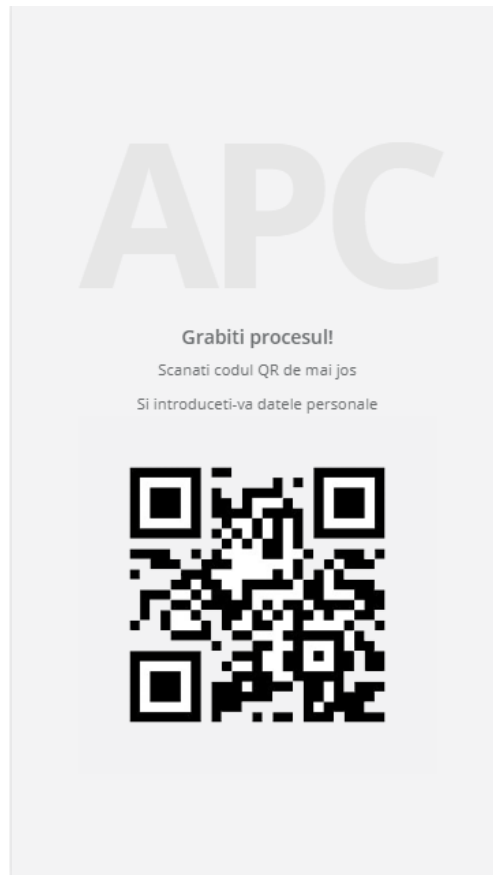 APC
Grabiti procesul!
Scanati codul QR de mai jos
Si introduceti-va datele personale